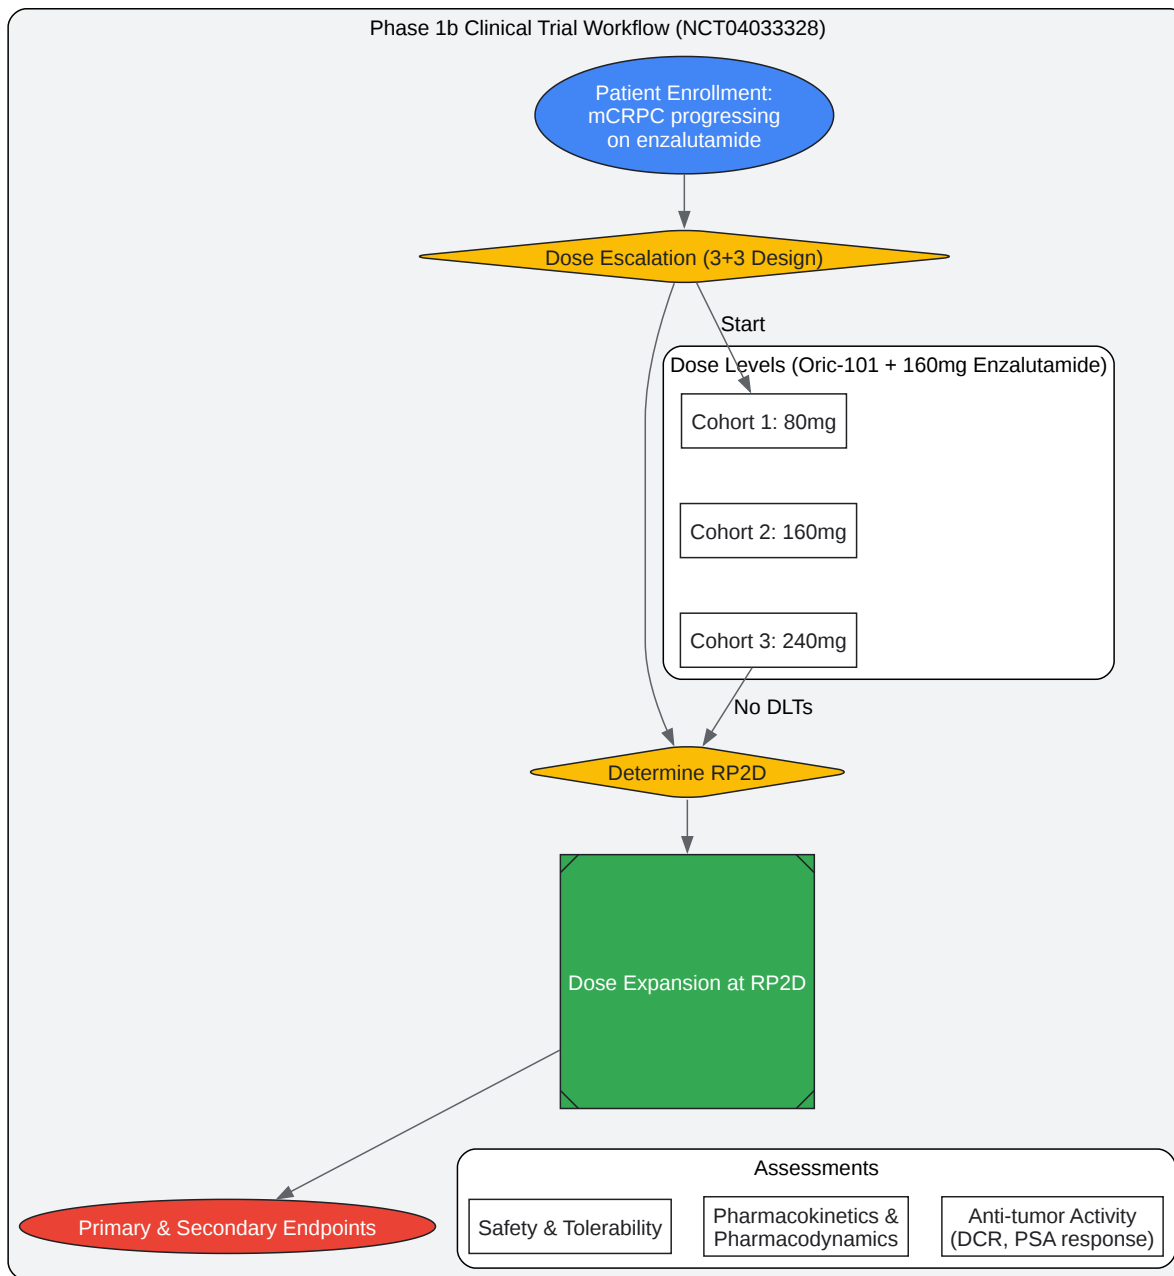 Phase 1b Clinical Trial Workflow (NCT04033328)
Patient Enrollment:
mCRPC progressing
on enzalutamide
Dose Escalation (3+3 Design)
Start
Dose Levels (Oric-101 + 160mg Enzalutamide)
Cohort 1: 80mg
Cohort 2: 160mg
Cohort 3: 240mg
No DLTs
Determine RP2D
Dose Expansion at RP2D
Primary & Secondary Endpoints
Assessments
Safety & Tolerability
Pharmacokinetics &
Pharmacodynamics
Anti-tumor Activity
(DCR, PSA response)